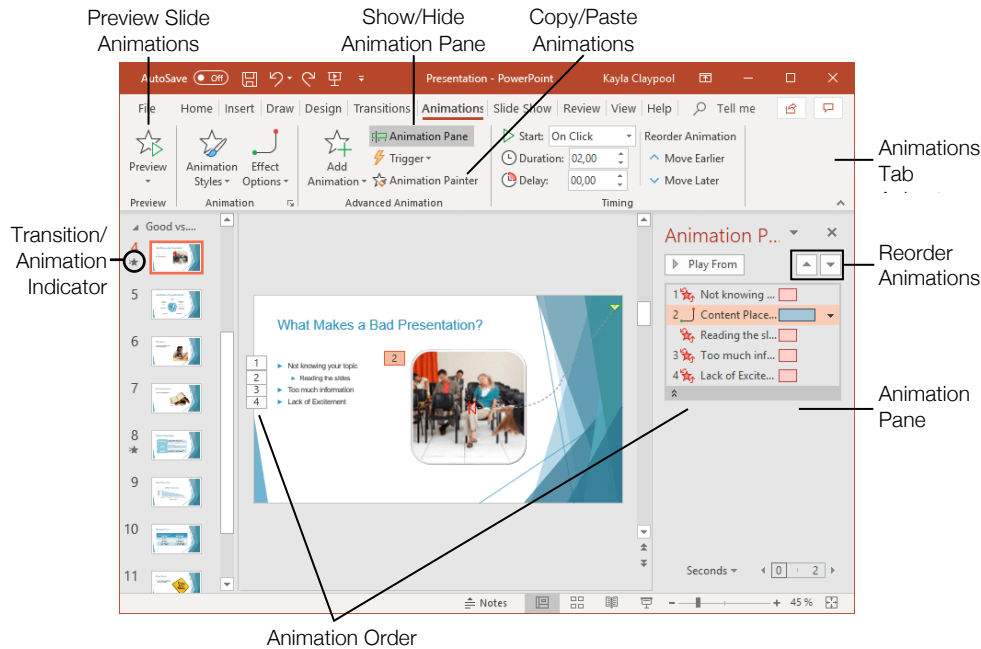 Preview Slide
Animations
Show/Hide
Animation Pane
Copy/Paste
Animations
AutoSave Off
Presentation - PowerPoint
Kayla Claypool
File Home Insert Draw Design Transitions Animations Slide Show Review View Help Tell me
Preview
Animation
Styles
Effect
Options
Add
Animation
Animation Pane
Trigger
Animation Painter
Start: On Click
Duration: 02,00
Delay: 00,00
Reorder Animation
Move Earlier
Move Later
Preview
Animation
Advanced Animation
Timing
Animations
Tab
Transition/
Animation
Indicator
Good vs....
4
5
6
7
8
9
10
11
What Makes a Bad Presentation?
1 Not knowing your topic
2 Reading the slides
3 Too much information
4 Lack of Excitement
2
Animation P...
Play From
1 Not knowing ...
2 Content Place...
Reading the sl...
3 Too much inf...
4 Lack of Excite...
Reorder
Animations
Animation
Pane
Seconds 0 2
Notes
45 %
Animation Order